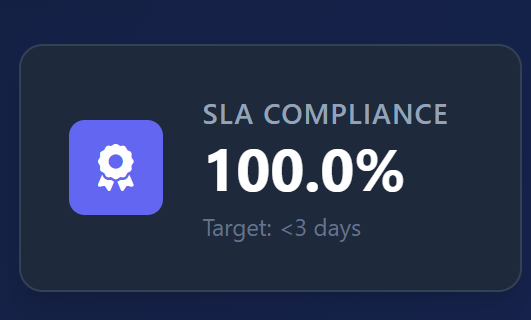 SLA COMPLIANCE
100.0%
Target: <3 days